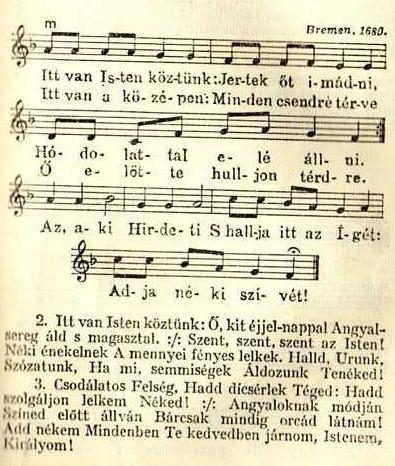 m
Bremen, 1680.
Itt van Is-ten köz-tünk: Jer-tek őt i-mád-ni,
Itt van a kö-zé-pen: Min-den csendre tér-ve
Hó- do- lat- tal e- lé áll- ni.
Ő e- lőt- te hull- jon térd- re.
Az, a- ki Hir-de-ti S hall-ja itt az Í-gét:
Ad- ja né- ki szí- vét!
2. Itt van Isten köztünk: Ő, kit éjjel-nappal Angyal-
sereg áld s magasztal. :/: Szent, szent, szent az Isten!
Néki énekelnek A mennyei fényes lelkek. Halld, Urunk,
Szózatunk, Ha mi, semmiségek Áldozunk Tenéked!
3. Csodálatos Felség, Hadd dícsérlek Téged: Hadd
szolgáljon lelkem Néked! :/: Angyaloknak módján
Színed előtt állván Bárcsak mindig orcád látnám!
Add nékem Mindenben Te kedvedben járnom, Istenem,
Királyom!